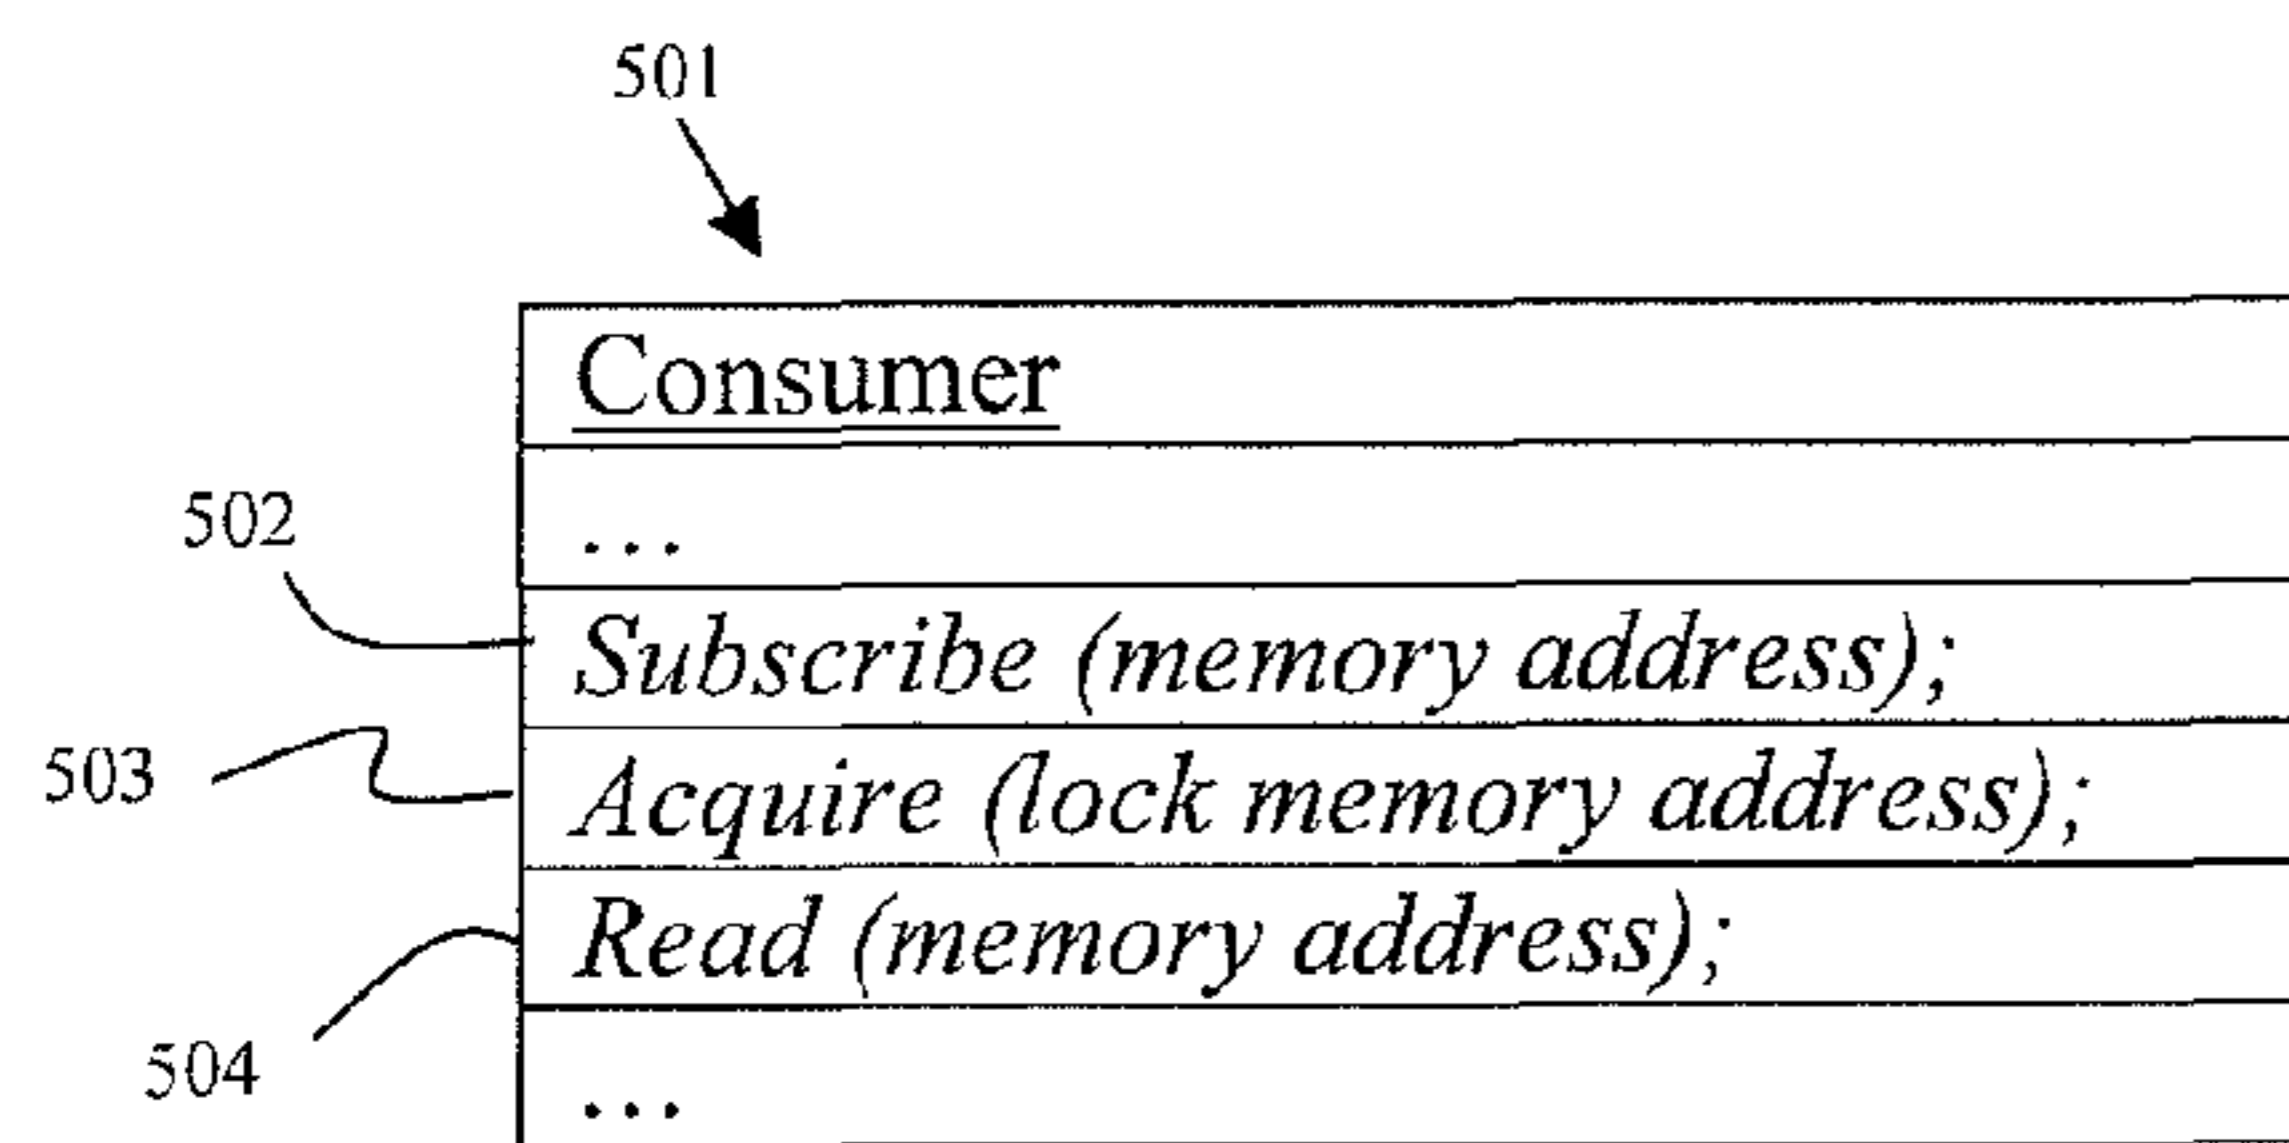 501
Consumer
...
502
Subscribe (memory address);
503
Acquire (lock memory address);
Read (memory address);
504
...